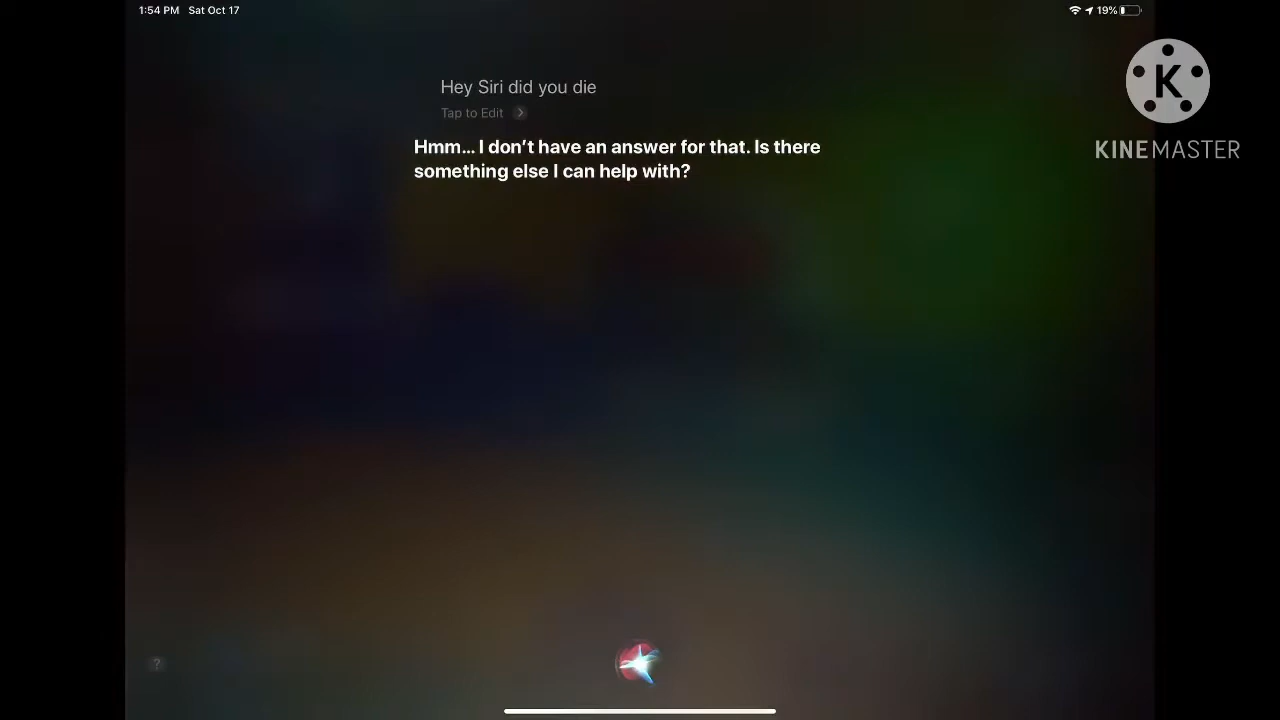 1:54 PM Sat Oct 17
19%
K
KINEMASTER
Hey Siri did you die
Tap to Edit
Hmm... I don't have an answer for that. Is there
something else I can help with?
?